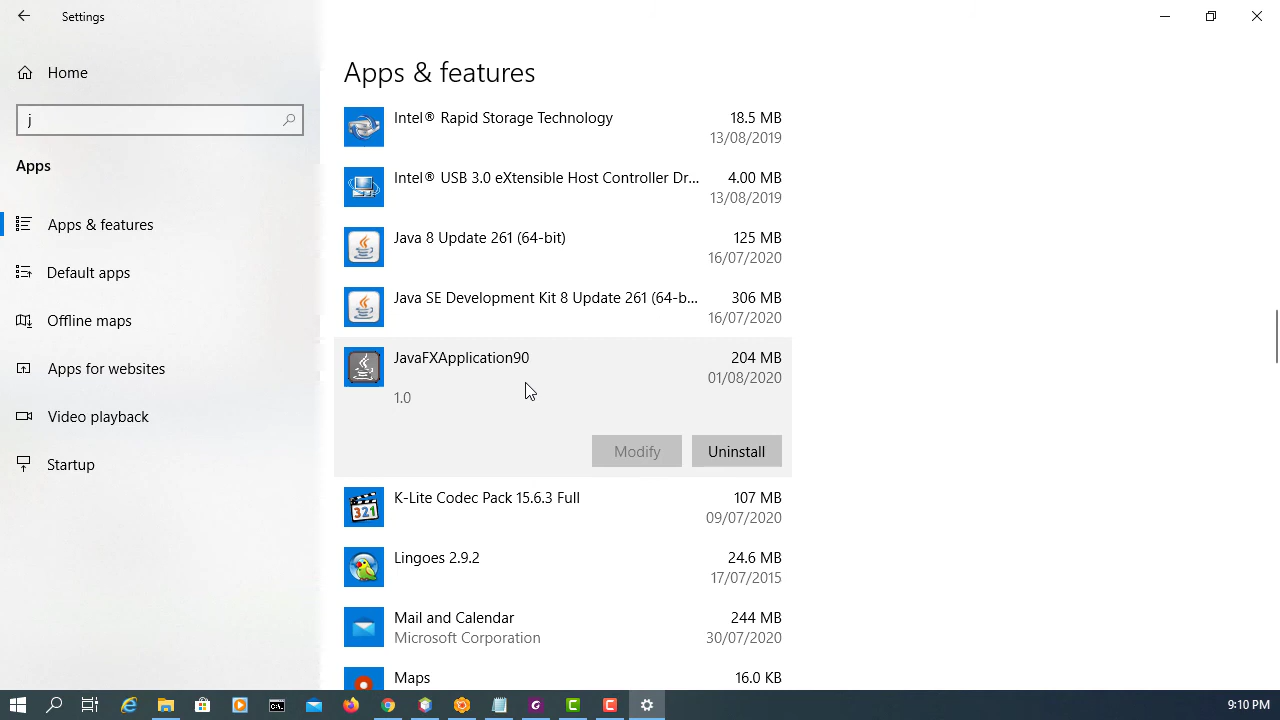 Settings
Home
j
Apps
Apps & features
Default apps
Offline maps
Apps for websites
Video playback
Startup
Apps & features
Intel® Rapid Storage Technology 18.5 MB
13/08/2019
Intel® USB 3.0 eXtensible Host Controller Dr... 4.00 MB
13/08/2019
Java 8 Update 261 (64-bit) 125 MB
16/07/2020
Java SE Development Kit 8 Update 261 (64-b... 306 MB
16/07/2020
JavaFXApplication90 204 MB
01/08/2020
1.0
Modify Uninstall
K-Lite Codec Pack 15.6.3 Full 107 MB
09/07/2020
Lingoes 2.9.2 24.6 MB
17/07/2015
Mail and Calendar 244 MB
Microsoft Corporation 30/07/2020
Maps 16.0 KB
321
9:10 PM